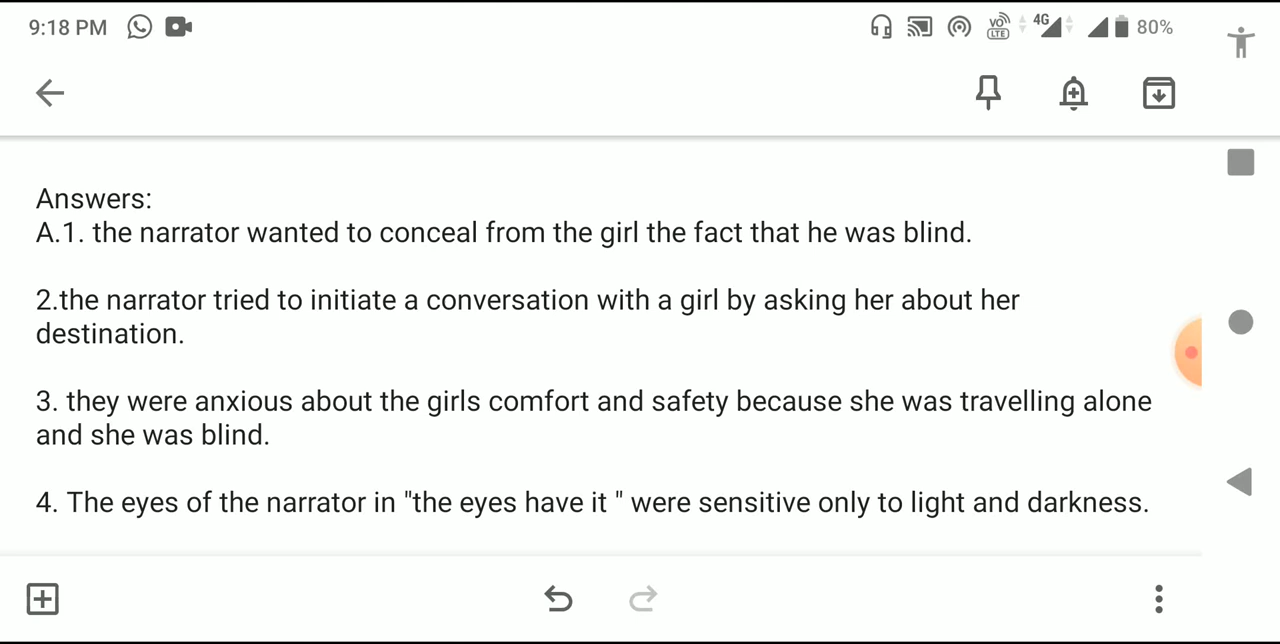 9:18 PM
VO LTE 4G 80%
Answers:
A.1. the narrator wanted to conceal from the girl the fact that he was blind.
2.the narrator tried to initiate a conversation with a girl by asking her about her
destination.
3. they were anxious about the girls comfort and safety because she was travelling alone
and she was blind.
4. The eyes of the narrator in "the eyes have it " were sensitive only to light and darkness.